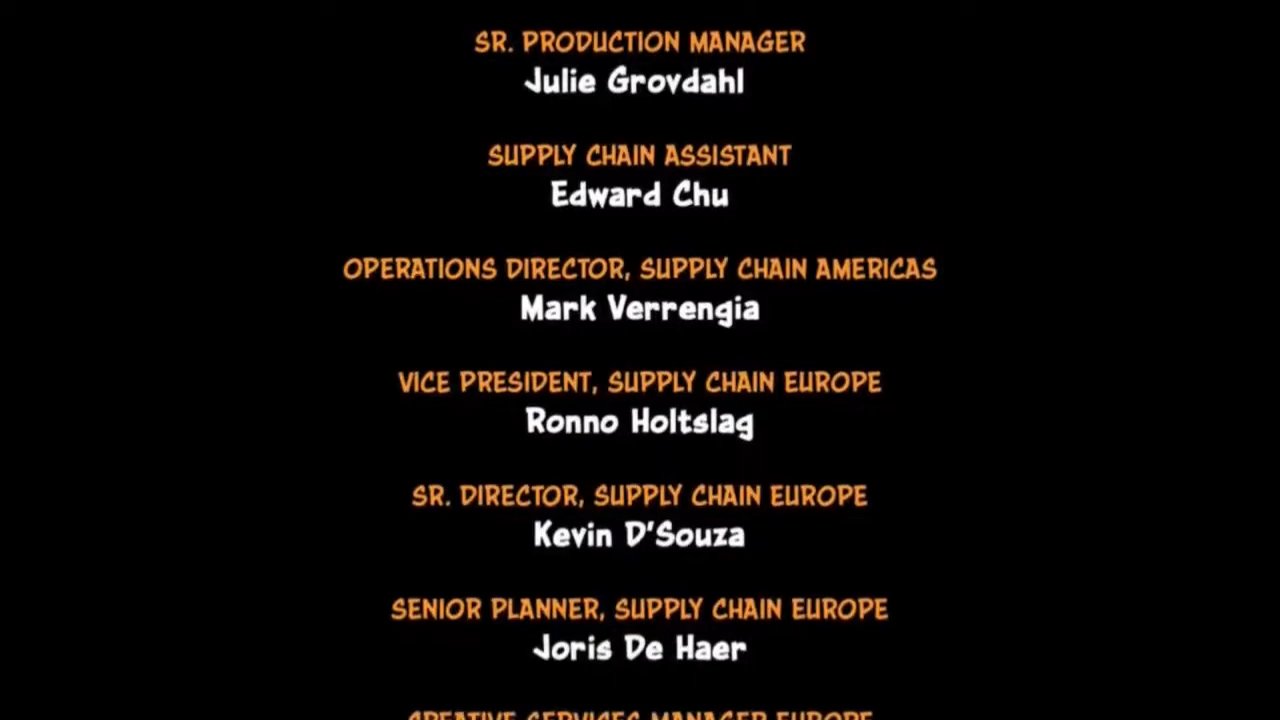 SR. PRODUCTION MANAGER
Julie Grovdahl
SUPPLY CHAIN ASSISTANT
Edward Chu
OPERATIONS DIRECTOR, SUPPLY CHAIN AMERICAS
Mark Verrengia
VICE PRESIDENT, SUPPLY CHAIN EUROPE
Ronno Holtslag
SR. DIRECTOR, SUPPLY CHAIN EUROPE
Kevin D'Souza
SENIOR PLANNER, SUPPLY CHAIN EUROPE
Joris De Haer
CREATIVE SERVICES MANAGER EUROPE